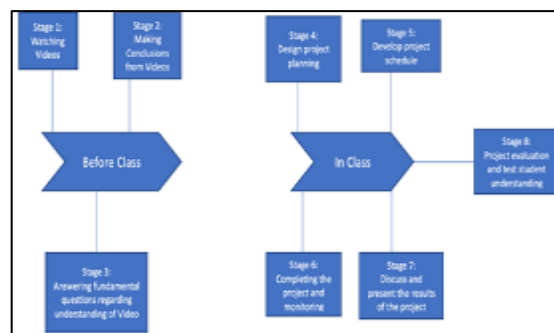 Stage 1:
Watching
Videos
Stage 2:
Making
Conclusions
from Videos
Before Class
Stage 3:
Answering fundamental
questions regarding
understanding of Video
Stage 4:
Design project
planning
Stage 5:
Develop project
schedule
In Class
Stage 8:
Project evaluation
and test student
understanding
Stage 6:
Completing the
project and
monitoring
Stage 7:
Discuss and
present the results
of the project